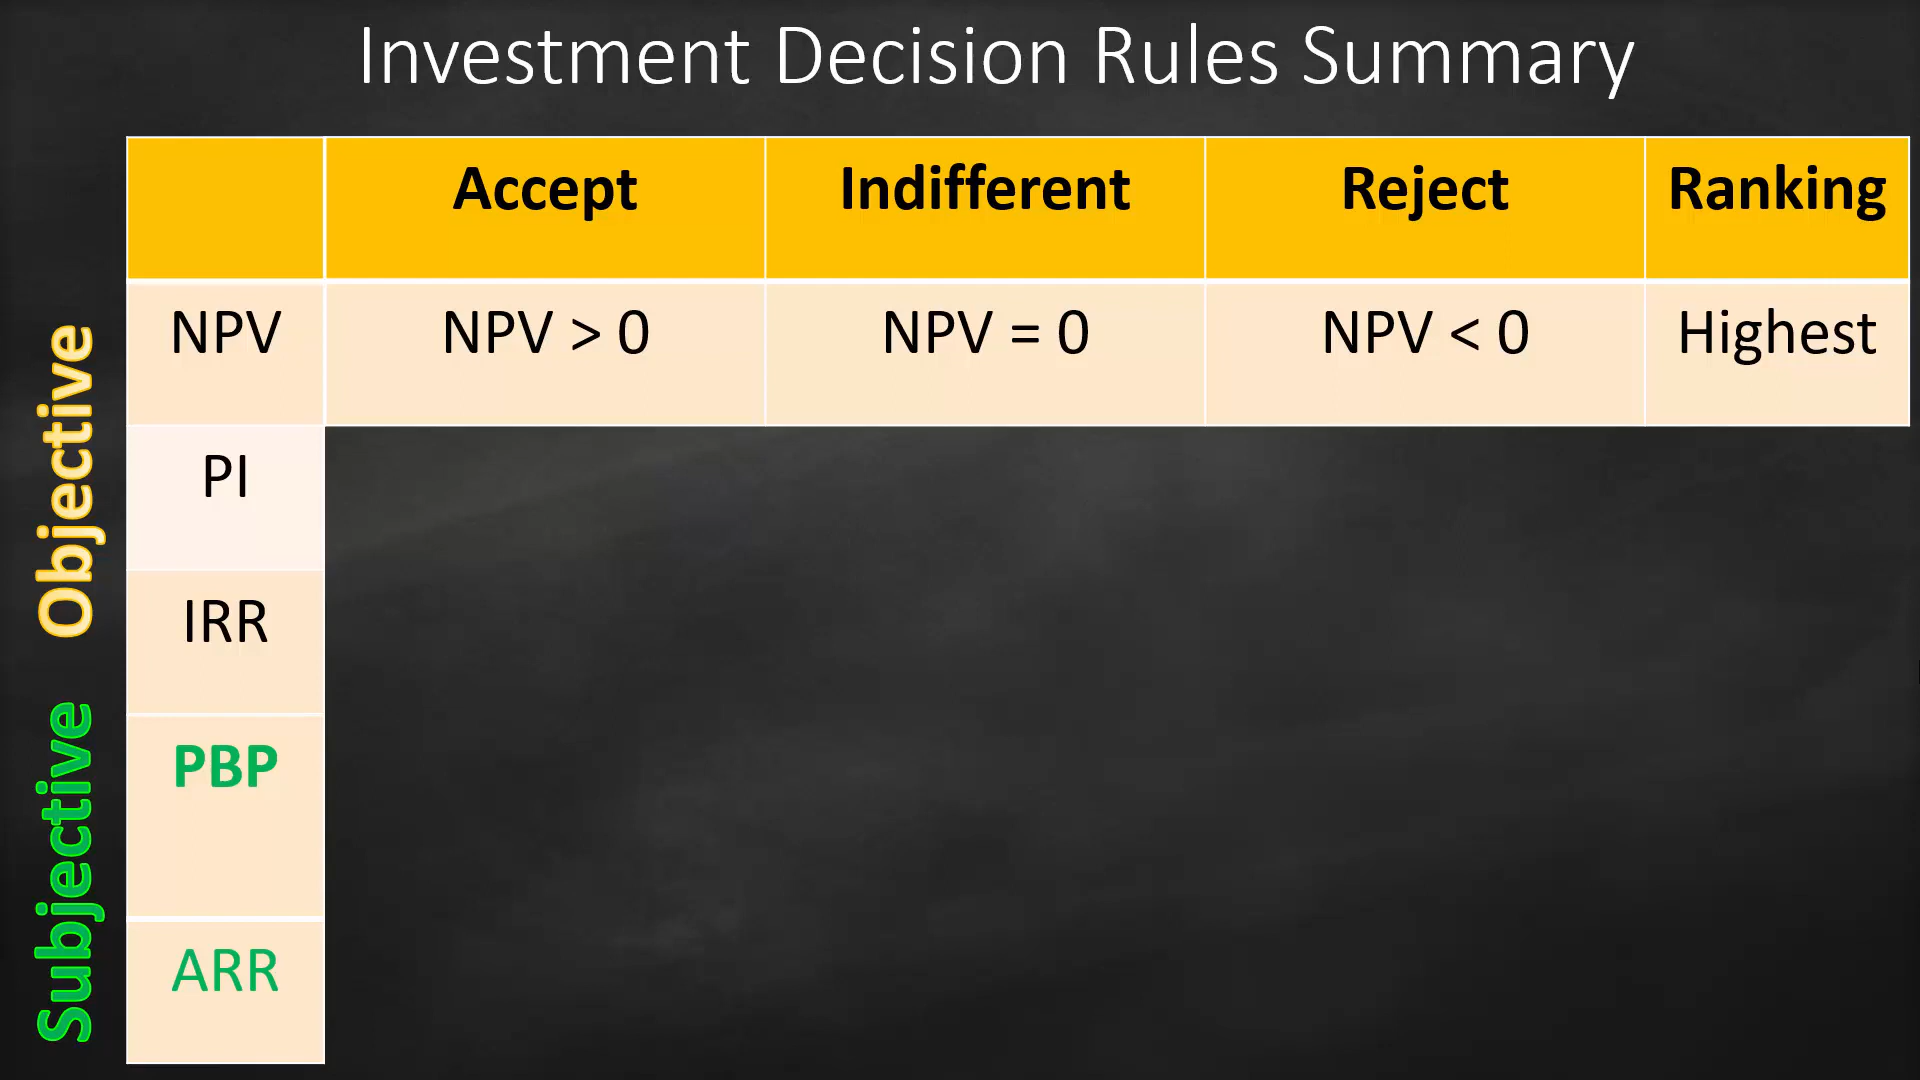 Investment Decision Rules Summary
Accept Indifferent Reject Ranking
Objective
NPV NPV > 0 NPV = 0 NPV < 0 Highest
PI
IRR
Subjective
PBP
ARR